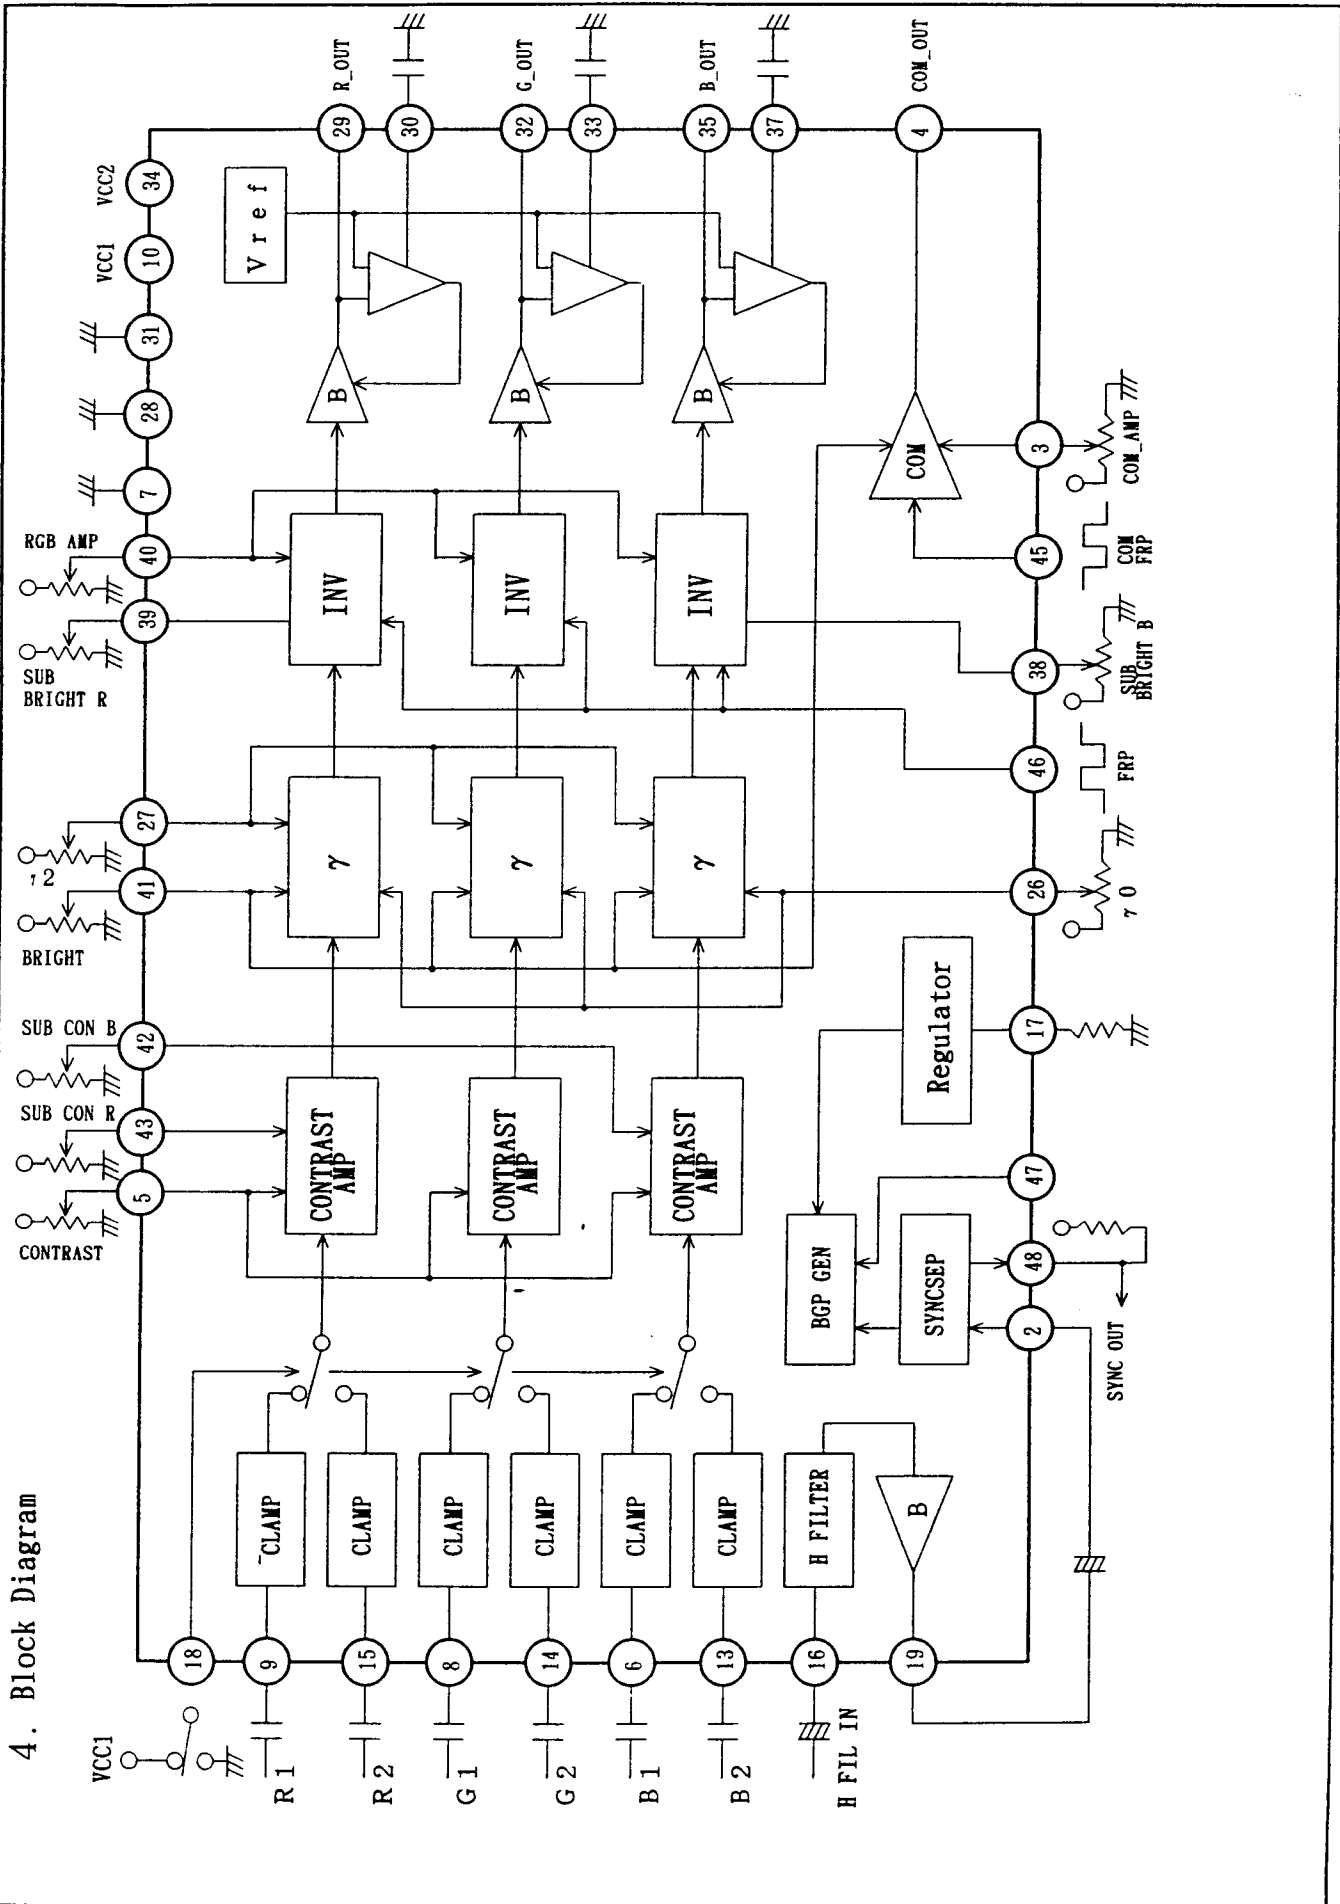 4. Block Diagram
CONTRAST
SUB CON R
SUB CON B
BRIGHT
γ2
SUB
BRIGHT R
RGB AMP
VCC1
VCC2
5
43
42
41
27
39
40
7
28
31
10
34
VCC1
18
R1
9
CLAMP
R2
15
CLAMP
G1
8
CLAMP
G2
14
CLAMP
B1
6
CLAMP
B2
13
CLAMP
H FIL IN
16
H FILTER
19
B
CONTRAST
AMP
γ
INV
B
Vref
29
R_OUT
30
CONTRAST
AMP
γ
INV
B
32
G_OUT
33
CONTRAST
AMP
γ
INV
B
35
B_OUT
37
BGP GEN
SYNCSEP
Regulator
COM
4
COM_OUT
2
48
47
17
26
46
38
45
3
SYNC OUT
γ0
FRP
SUB
BRIGHT B
COM
FRP
COM_AMP